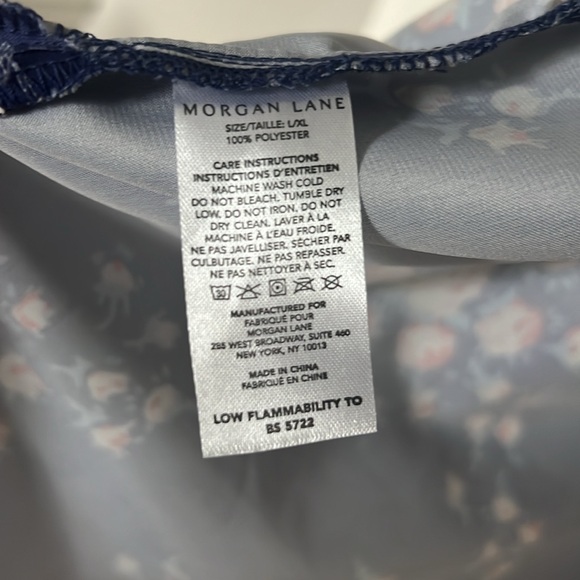 MORGAN LANE
SIZE/TAILLE: L/XL
100% POLYESTER
CARE INSTRUCTIONS
INSTRUCTIONS D'ENTRETIEN
MACHINE WASH COLD
DO NOT BLEACH. TUMBLE DRY
LOW. DO NOT IRON. DO NOT
DRY CLEAN. LAVER À LA
MACHINE À L'EAU FROIDE.
NE PAS JAVELLISER. SÉCHER PAR
CULBUTAGE. NE PAS REPASSER.
NE PAS NETTOYER À SEC.
30
MANUFACTURED FOR
FABRIQUÉ POUR
MORGAN LANE
255 WEST BROADWAY, SUITE 460
NEW YORK, NY 10013
MADE IN CHINA
FABRIQUÉ EN CHINE
LOW FLAMMABILITY TO
BS 5722